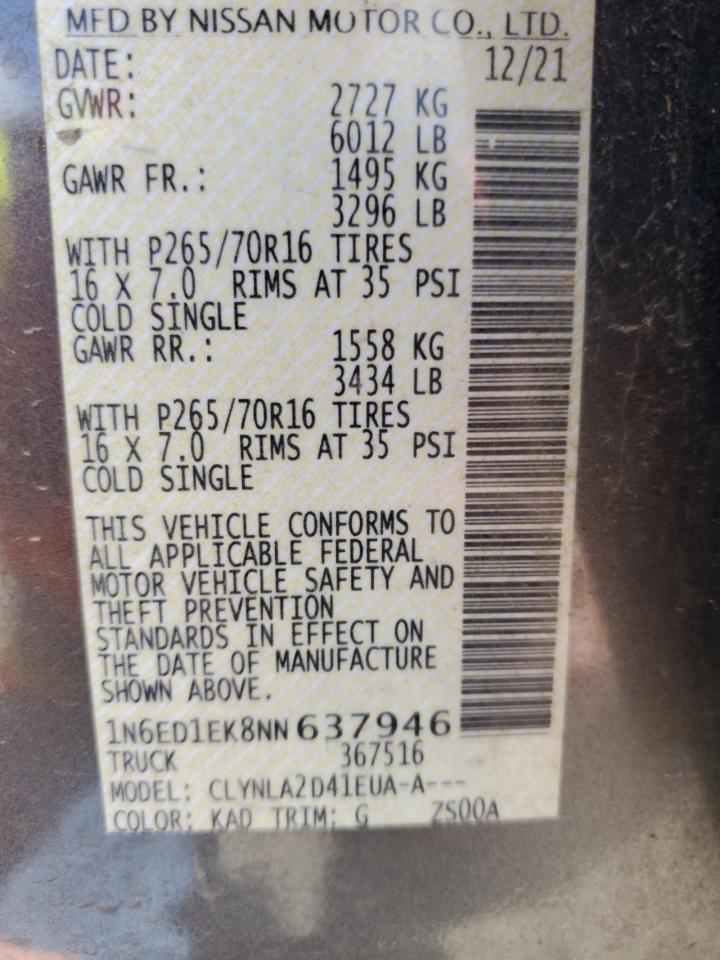 MFD BY NISSAN MOTOR CO., LTD.
DATE: 12/21
GVWR: 2727 KG
6012 LB
GAWR FR.: 1495 KG
3296 LB
WITH P265/70R16 TIRES
16 X 7.0 RIMS AT 35 PSI
COLD SINGLE
GAWR RR.: 1558 KG
3434 LB
WITH P265/70R16 TIRES
16 X 7.0 RIMS AT 35 PSI
COLD SINGLE
THIS VEHICLE CONFORMS TO
ALL APPLICABLE FEDERAL
MOTOR VEHICLE SAFETY AND
THEFT PREVENTION
STANDARDS IN EFFECT ON
THE DATE OF MANUFACTURE
SHOWN ABOVE.
1N6ED1EK8NN637946
TRUCK 367516
MODEL: CLYNLA2D41EUA-A---
COLOR: KAD TRIM: G ZS00A